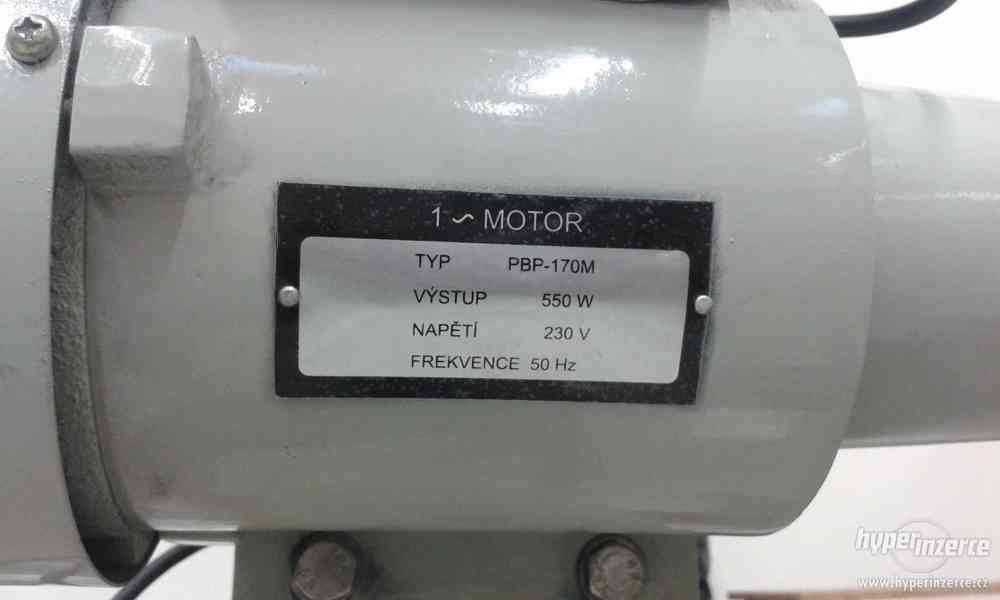 1 ~ MOTOR
TYP PBP-170M
VÝSTUP 550 W
NAPĚTÍ 230 V
FREKVENCE 50 Hz
hyperinzerce
www.hyperinzerce.cz